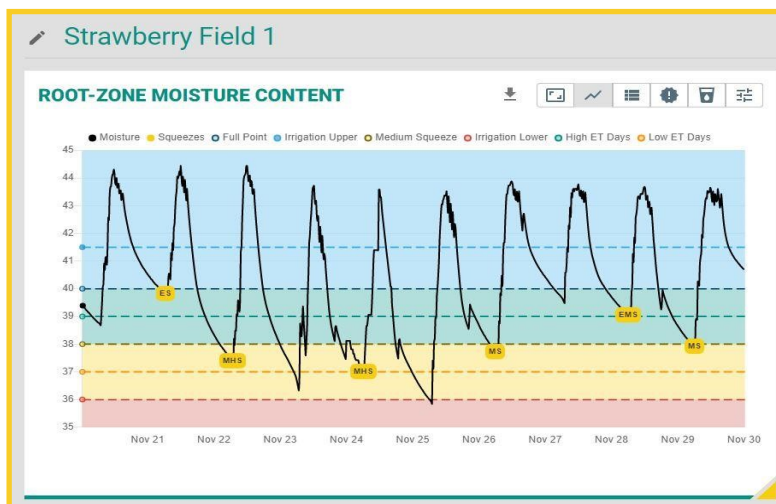 Strawberry Field 1
ROOT-ZONE MOISTURE CONTENT
Moisture Squeezes Full Point Irrigation Upper Medium Squeeze Irrigation Lower High ET Days Low ET Days
45
44
43
42
41
40
39
38
37
36
35
ES
MHS
MHS
MS
EMS
MS
Nov 21 Nov 22 Nov 23 Nov 24 Nov 25 Nov 26 Nov 27 Nov 28 Nov 29 Nov 30